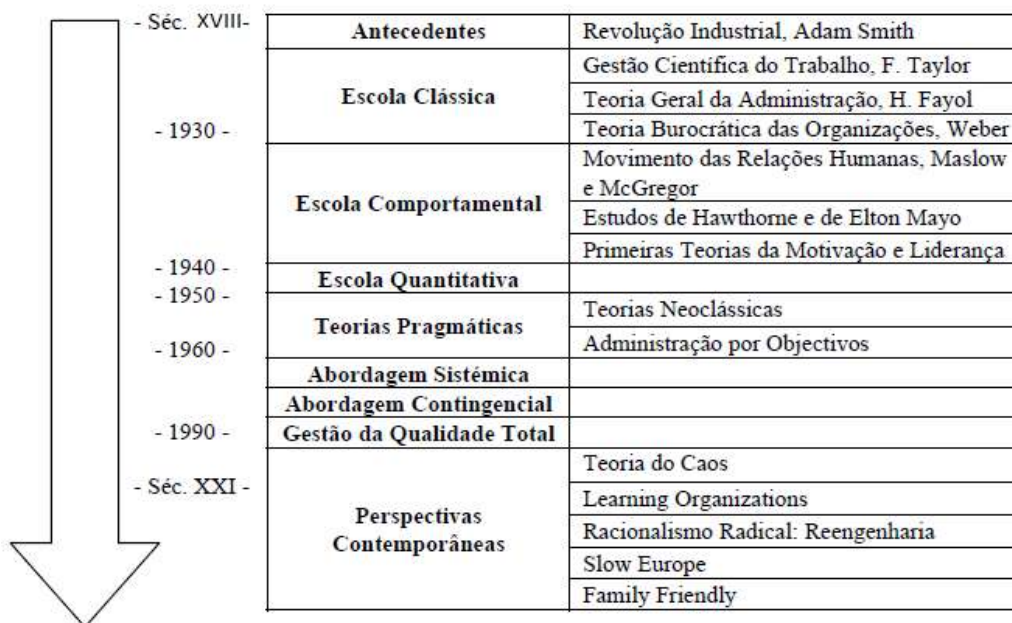 - Séc. XVIII-
Antecedentes
Revolução Industrial, Adam Smith
Escola Clássica
Gestão Científica do Trabalho, F. Taylor
Teoria Geral da Administração, H. Fayol
- 1930 -
Teoria Burocrática das Organizações, Weber
Escola Comportamental
Movimento das Relações Humanas, Maslow
e McGregor
Estudos de Hawthorne e de Elton Mayo
Primeiras Teorias da Motivação e Liderança
- 1940 -
Escola Quantitativa
- 1950 -
Teorias Pragmáticas
Teorias Neoclássicas
Administração por Objectivos
- 1960 -
Abordagem Sistémica
Abordagem Contingencial
- 1990 -
Gestão da Qualidade Total
- Séc. XXI -
Perspectivas
Contemporâneas
Teoria do Caos
Learning Organizations
Racionalismo Radical: Reengenharia
Slow Europe
Family Friendly